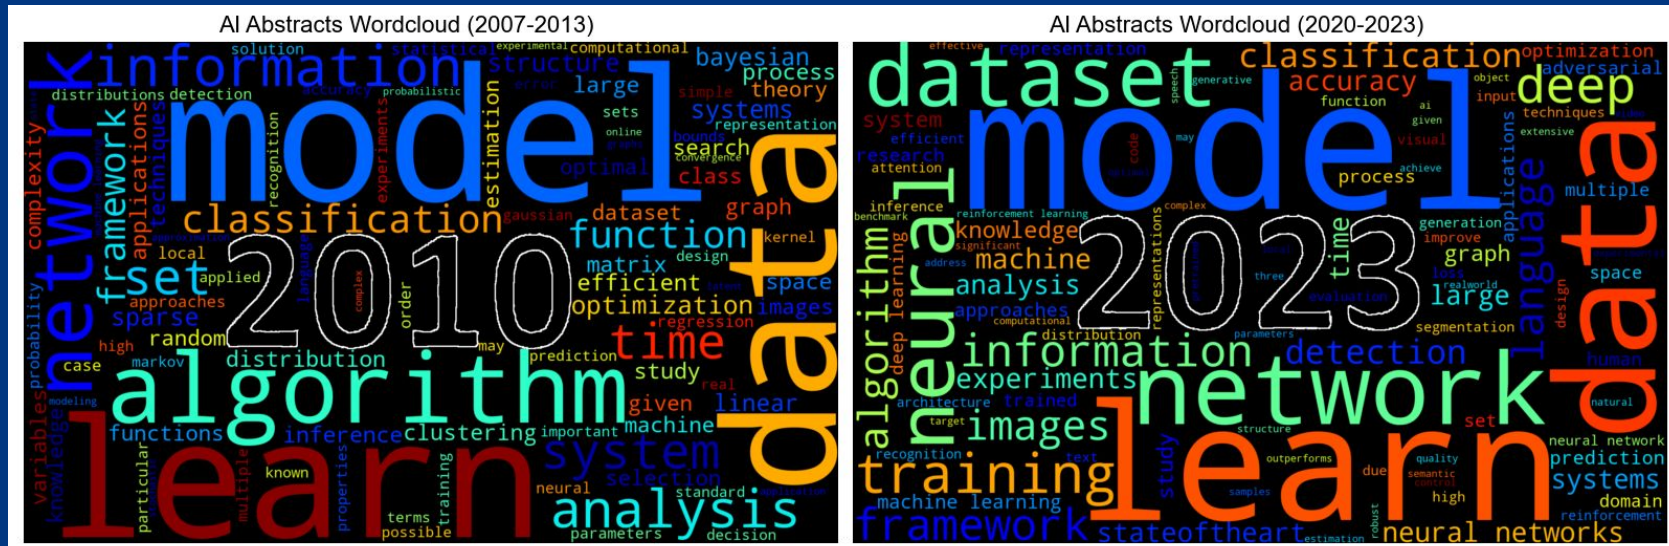 AI Abstracts Wordcloud (2007-2013)
solution statistical experimental computational
information structure bayesian
process
distributions detection accuracy probabilistic error large simple theory
systems
model
network
framework
applications
techniques
complexity
recognition
experiments
estimation
sets
online
graphs
bounds
representation
search
convergence
optimal
class
classification gaussian dataset graph
data
function kernel
local
set applied
language
2010
complex
order
matrix design
efficient
space
approaches
optimization images
sparse
random
regression
time
high
may
markov distribution prediction
case
study
real
probability
algorithm
given linear
modeling
machine
functions inference clustering important
variables
knowledge
learn
system
selection
particular
multiple
known
properties
training
neural
standard
analysis
terms
possible
parameters decision
AI Abstracts Wordcloud (2020-2023)
effective representation classification optimization
adversarial
dataset
speech
generative
accuracy
object
input
deep
function
ai
given
techniques
system
model
efficient
research
code
may
visual
extensive
attention
achieve
process
applications
language
data
multiple
inference
benchmark
neural
reinforcement learning
complex
knowledge
significant
machine
address
analysis
approaches
computational
distribution
representations
2023
time
three
evaluation
generation
improve
graph
loss
realworld
large
design
space
segmentation
parameters
algorithm
deep learning
information detection
human
experiments
network
architecture trained
natural
target
images
learn
set
structure
recognition
text
training
study
outperforms
due
quality
semantic
control
high
neural network
prediction
systems
machine learning
samples
domain
reinforcement
framework stateoftheart estimation
robust
neural networks